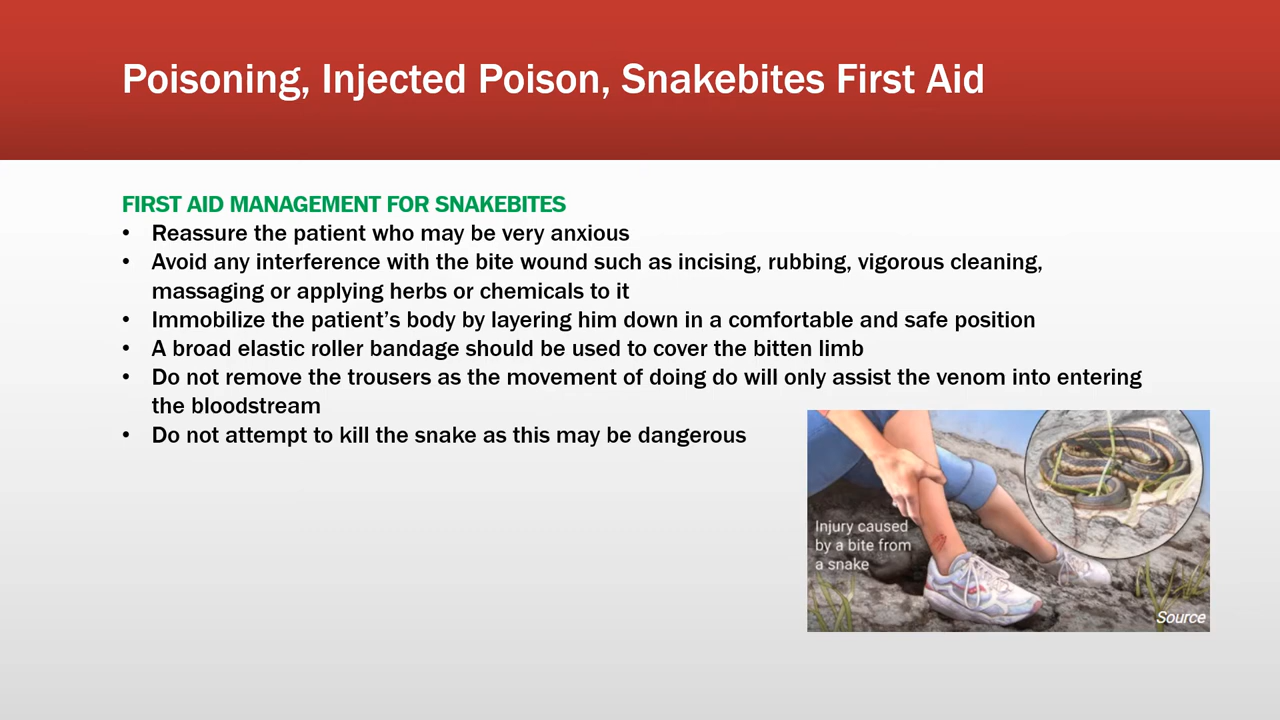 Poisoning, Injected Poison, Snakebites First Aid
FIRST AID MANAGEMENT FOR SNAKEBITES
• Reassure the patient who may be very anxious
• Avoid any interference with the bite wound such as incising, rubbing, vigorous cleaning,
massaging or applying herbs or chemicals to it
• Immobilize the patient’s body by layering him down in a comfortable and safe position
• A broad elastic roller bandage should be used to cover the bitten limb
• Do not remove the trousers as the movement of doing do will only assist the venom into entering
the bloodstream
• Do not attempt to kill the snake as this may be dangerous
Injury caused
by a bite from
a snake
Source